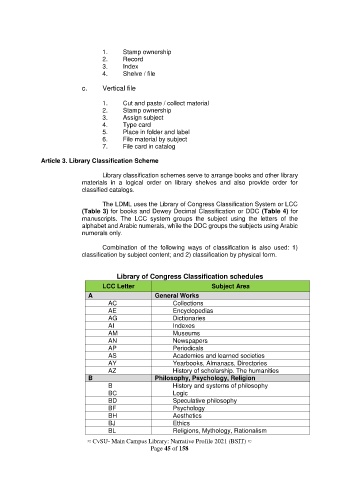 1. Stamp ownership
2. Record
3. Index
4. Shelve / file
c. Vertical file
1. Cut and paste / collect material
2. Stamp ownership
3. Assign subject
4. Type card
5. Place in folder and label
6. File material by subject
7. File card in catalog
Article 3. Library Classification Scheme
Library classification schemes serve to arrange books and other library
materials in a logical order on library shelves and also provide order for
classified catalogs.
The LDML uses the Library of Congress Classification System or LCC
(Table 3) for books and Dewey Decimal Classification or DDC (Table 4) for
manuscripts. The LCC system groups the subject using the letters of the
alphabet and Arabic numerals, while the DDC groups the subjects using Arabic
numerals only.
Combination of the following ways of classification is also used: 1)
classification by subject content; and 2) classification by physical form.
Library of Congress Classification schedules
LCC Letter Subject Area
A General Works
AC Collections
AE Encyclopedias
AG Dictionaries
AI Indexes
AM Museums
AN Newspapers
AP Periodicals
AS Academies and learned societies
AY Yearbooks, Almanacs, Directories
AZ History of scholarship, The humanities
B Philosophy, Psychology, Religion
B History and systems of philosophy
BC Logic
BD Speculative philosophy
BF Psychology
BH Aesthetics
BJ Ethics
BL Religions, Mythology, Rationalism
≈ CvSU- Main Campus Library: Narrative Profile 2021 (BSIT) ≈
Page 45 of 158